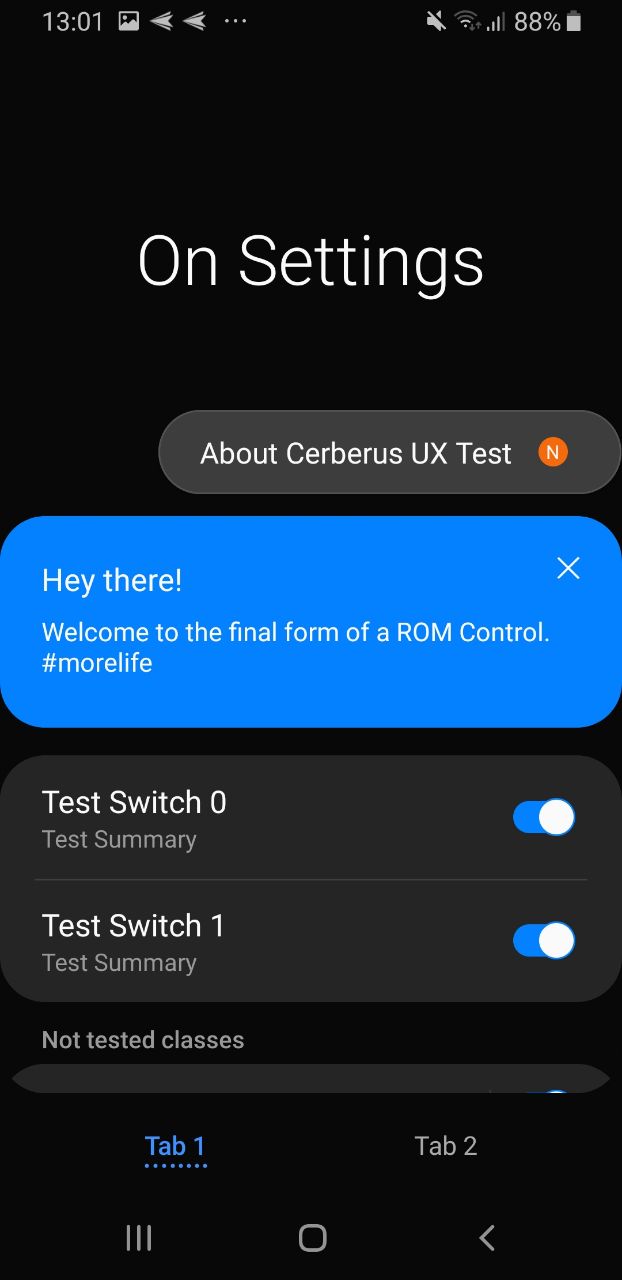 13:01 88%
On Settings
About Cerberus UX Test N
Hey there!
Welcome to the final form of a ROM Control.
#morelife
Test Switch 0
Test Summary
Test Switch 1
Test Summary
Not tested classes
Tab 1 Tab 2